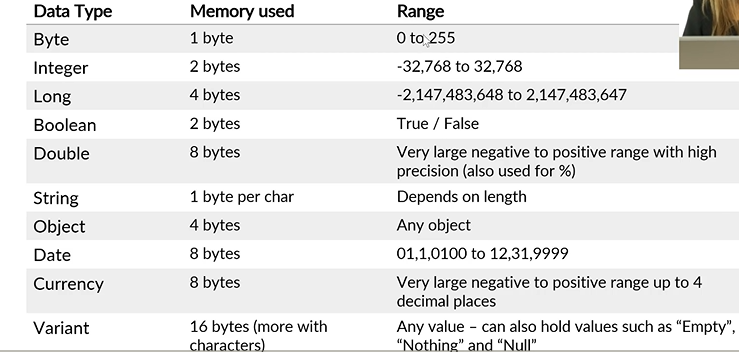 Data Type Memory used Range
Byte 1 byte 0 to 255
Integer 2 bytes -32,768 to 32,768
Long 4 bytes -2,147,483,648 to 2,147,483,647
Boolean 2 bytes True / False
Double 8 bytes Very large negative to positive range with high
precision (also used for %)
String 1 byte per char Depends on length
Object 4 bytes Any object
Date 8 bytes 01,1,0100 to 12,31,9999
Currency 8 bytes Very large negative to positive range up to 4
decimal places
Variant 16 bytes (more with Any value – can also hold values such as “Empty”,
characters) “Nothing” and “Null”